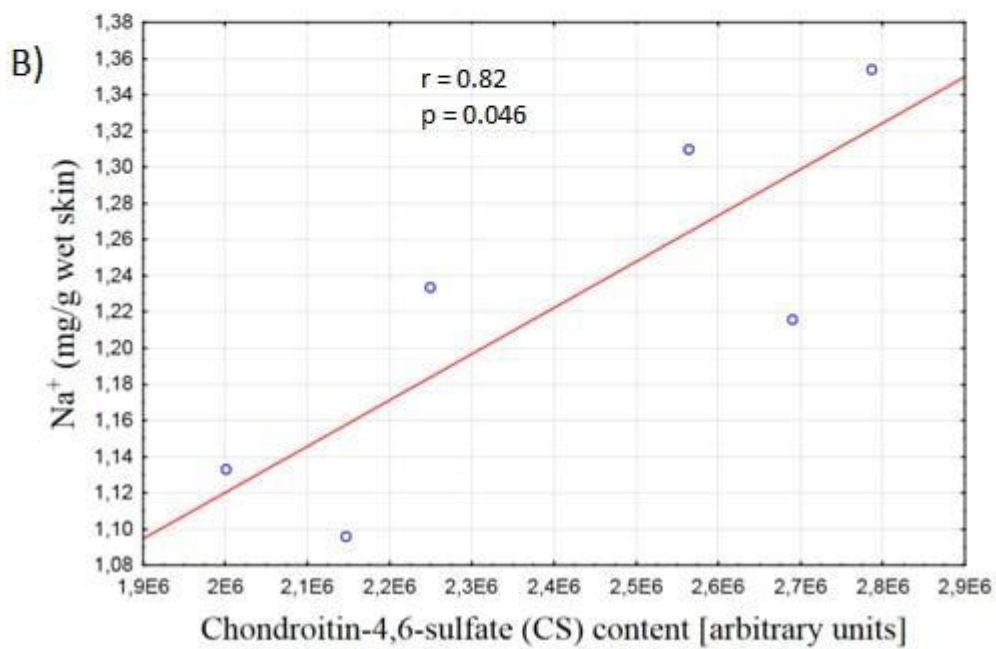 B)
r = 0.82
p = 0.046
Na⁺ (mg/g wet skin)
1,38
1,36
1,34
1,32
1,30
1,28
1,26
1,24
1,22
1,20
1,18
1,16
1,14
1,12
1,10
1,08
1,9E6 2E6 2,1E6 2,2E6 2,3E6 2,4E6 2,5E6 2,6E6 2,7E6 2,8E6 2,9E6
Chondroitin-4,6-sulfate (CS) content [arbitrary units]